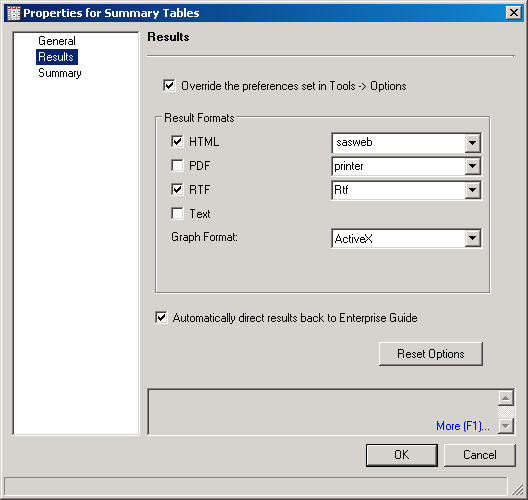 Properties for Summary Tables
General
Results
Summary
Results
Override the preferences set in Tools -> Options
Result Formats
HTML
sasweb
PDF
printer
RTF
Rtf
Text
Graph Format:
ActiveX
Automatically direct results back to Enterprise Guide
Reset Options
More (F1)...
OK
Cancel